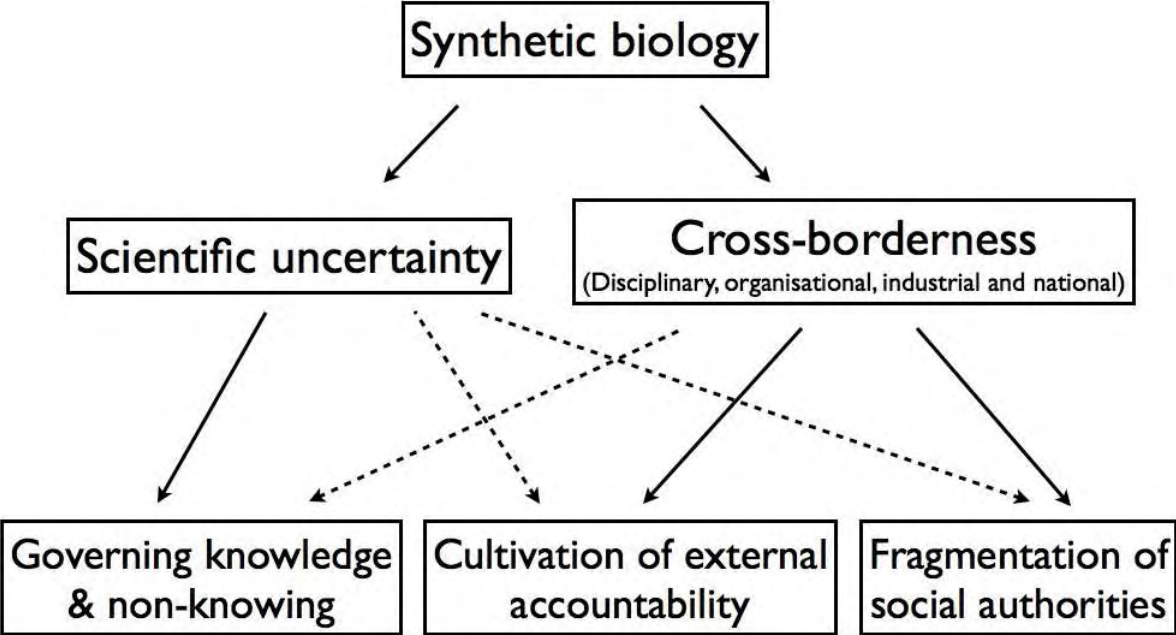 Synthetic biology
Scientific uncertainty
Cross-borderness
(Disciplinary, organisational, industrial and national)
Governing knowledge
& non-knowing
Cultivation of external
accountability
Fragmentation of
social authorities